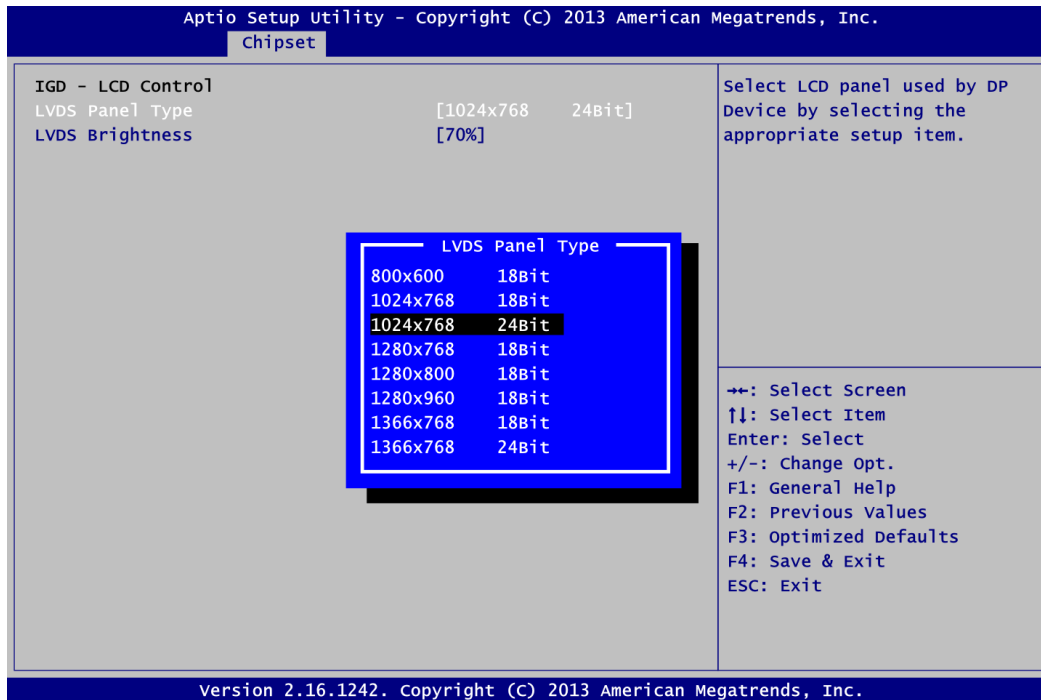 Aptio Setup Utility - Copyright (C) 2013 American Megatrends, Inc.
Chipset
IGD - LCD Control
LVDS Panel Type [1024x768 24Bit]
LVDS Brightness [70%]
Select LCD panel used by DP
Device by selecting the
appropriate setup item.
LVDS Panel Type
800x600 18Bit
1024x768 18Bit
1024x768 24Bit
1280x768 18Bit
1280x800 18Bit
1280x960 18Bit
1366x768 18Bit
1366x768 24Bit
→←: Select Screen
↑↓: Select Item
Enter: Select
+/-: Change Opt.
F1: General Help
F2: Previous Values
F3: Optimized Defaults
F4: Save & Exit
ESC: Exit
Version 2.16.1242. Copyright (C) 2013 American Megatrends, Inc.